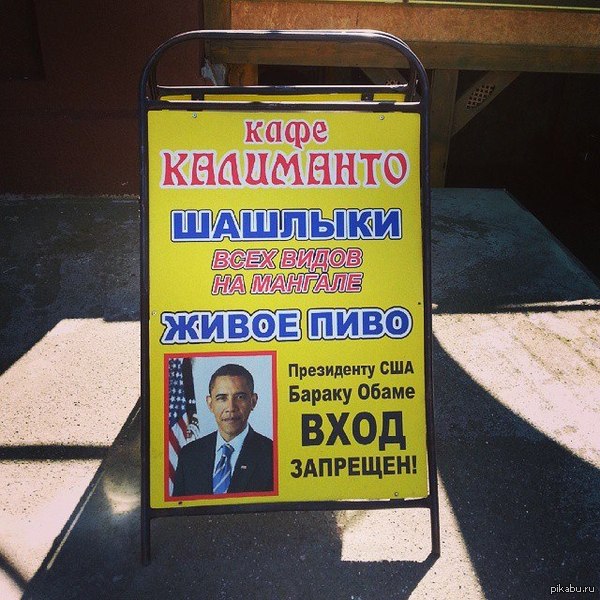 кафе
КАЛИМАНТО
ШАШЛЫКИ
ВСЕХ ВИДОВ
НА МАНГАЛЕ
ЖИВОЕ ПИВО
Президенту США
Бараку Обаме
ВХОД
ЗАПРЕЩЕН!
pikabu.ru